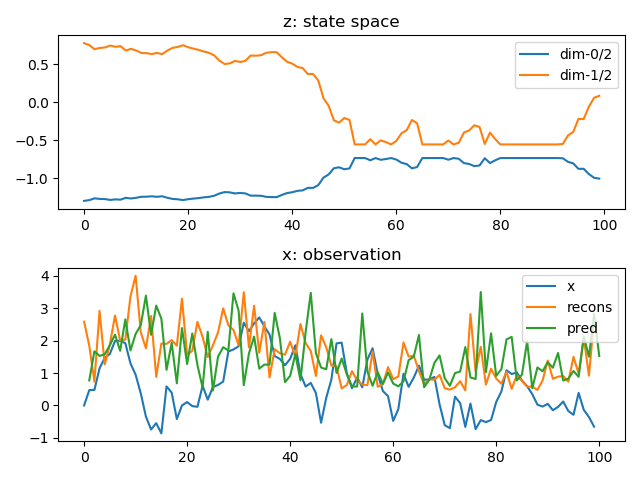 z: state space
dim-0/2
dim-1/2
0.5
0.0
−0.5
−1.0
0 20 40 60 80 100
x: observation
x
recons
pred
4
3
2
1
0
−1
0 20 40 60 80 100